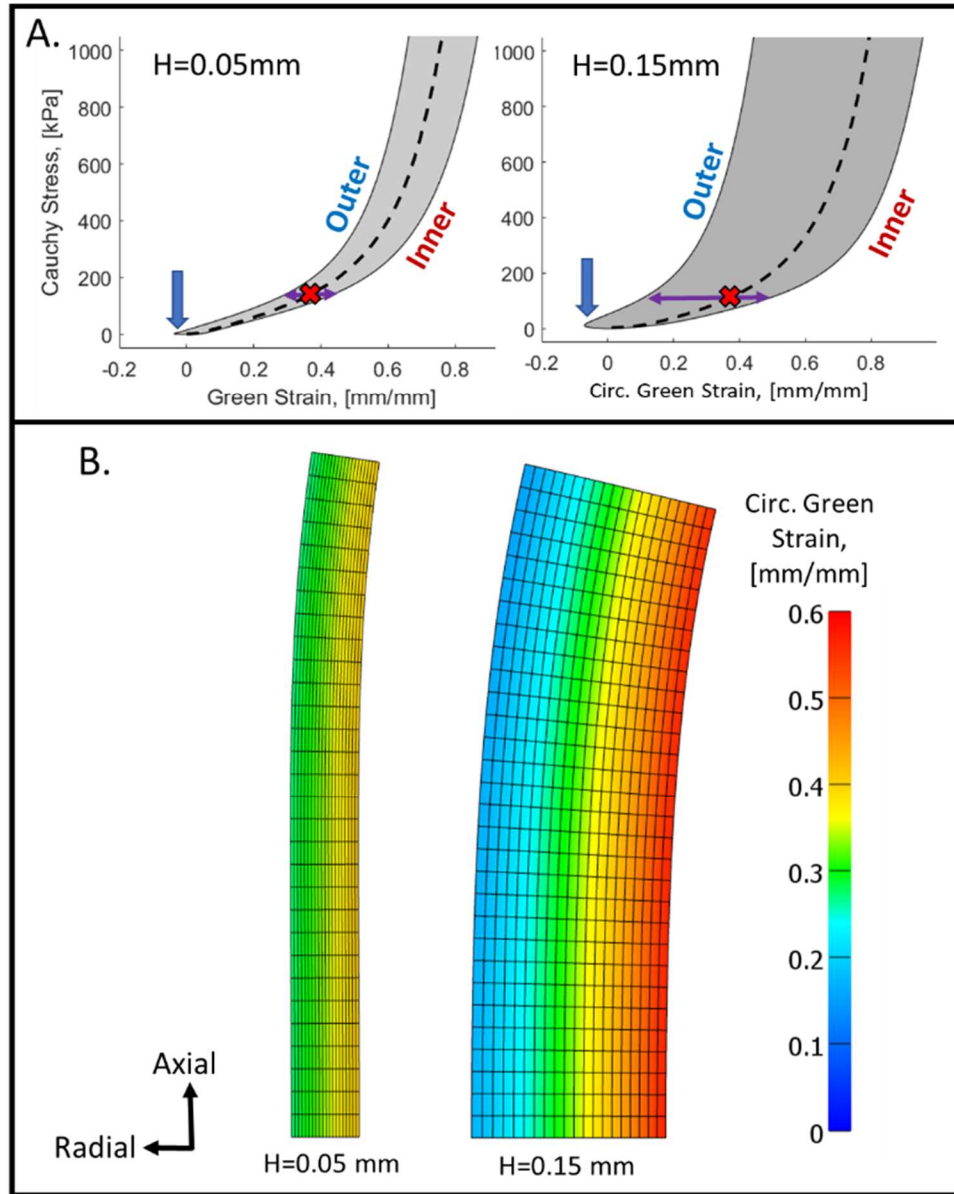 A.
H=0.05mm
H=0.15mm
Cauchy Stress, [kPa]
1000
800
600
400
200
0
Outer
Inner
-0.2 0 0.2 0.4 0.6 0.8
Green Strain, [mm/mm]
1000
800
600
400
200
0
Outer
Inner
-0.2 0 0.2 0.4 0.6 0.8
Circ. Green Strain, [mm/mm]
B.
Circ. Green
Strain,
[mm/mm]
0.6
0.5
0.4
0.3
0.2
0.1
0
Axial
Radial
H=0.05 mm
H=0.15 mm